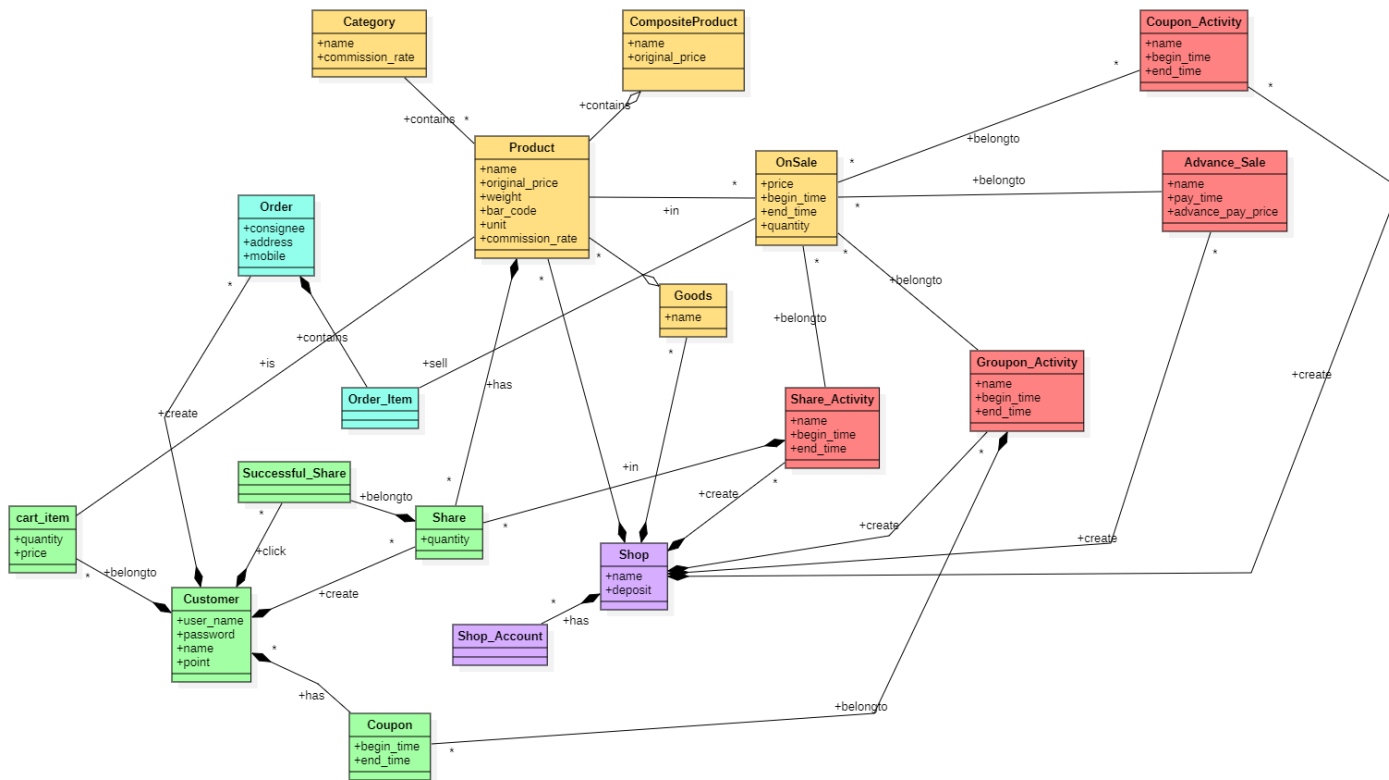 Category
+name
+commission_rate
CompositeProduct
+name
+original_price
Coupon_Activity
+name
+begin_time
+end_time
*
*
+contains
*
+contains
+belongto
Product
+name
+original_price
+weight
+bar_code
+unit
+commission_rate
OnSale
+price
+begin_time
+end_time
+quantity
*
*
+in
*
+belongto
Advance_Sale
+name
+pay_time
+advance_pay_price
Order
+consignee
+address
+mobile
*
*
*
*
*
+belongto
*
*
Goods
+name
*
+contains
+is
+sell
+has
+belongto
+create
Order_Item
Share_Activity
+name
+begin_time
+end_time
Groupon_Activity
+name
+begin_time
+end_time
+create
*
Successful_Share
+in
*
+belongto
+create
*
cart_item
+quantity
+price
*
Share
+quantity
*
*
+click
*
+create
+create
Shop
+name
+deposit
*
+belongto
Customer
+user_name
+password
+name
+point
+create
*
+has
Shop_Account
*
+has
+belongto
Coupon
+begin_time
+end_time
*